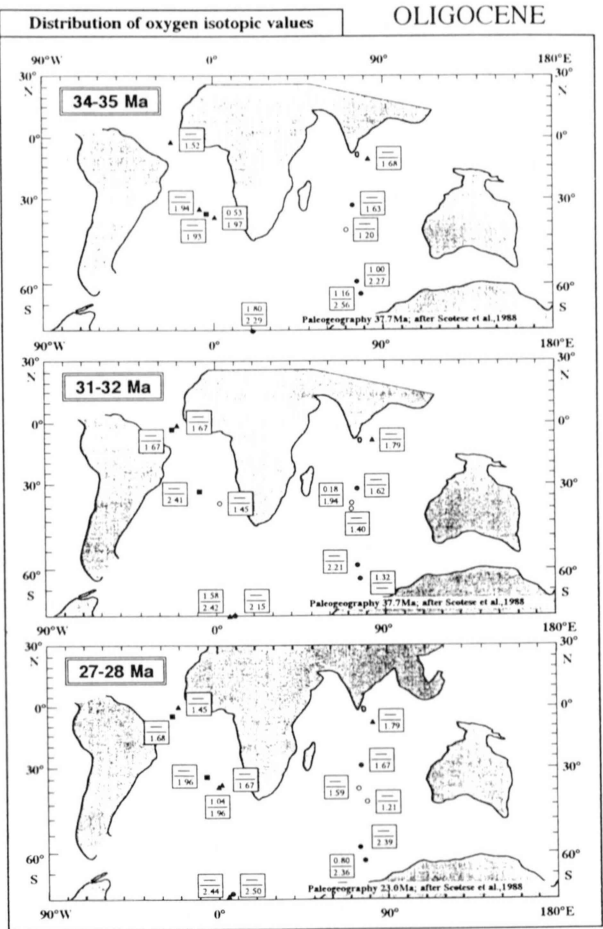 Distribution of oxygen isotopic values
OLIGOCENE
90°W 0° 90° 180°E
30° 30°
N N
34-35 Ma
0° 0°
— 1.52
— 1.68
30° 30°
— 1.94
— 1.93
0.53 1.97
— 1.63
— 1.20
60° 60°
S S
1.00 2.27
1.16 2.56
1.80 2.29
Paleogeography 37.7Ma; after Scotese et al.,1988
90°W 0° 90° 180°E
30° 30°
N N
31-32 Ma
0° 0°
— 1.67
— 1.67
— 1.79
30° 30°
— 2.41
— 1.45
0.18 1.94
— 1.62
— 1.40
60° 60°
S S
— 2.21
1.32 —
1.58 2.42
— 2.15
Paleogeography 37.7Ma; after Scotese et al.,1988
90°W 0° 90° 180°E
30° 30°
N N
27-28 Ma
0° 0°
— 1.45
— 1.68
— 1.79
30° 30°
— 1.96
1.04 1.96
— 1.67
— 1.67
— 1.59
— 1.21
60° 60°
S S
— 2.39
0.80 2.36
— 2.44
— 2.50
Paleogeography 23.0Ma; after Scotese et al.,1988
90°W 0° 90° 180°E